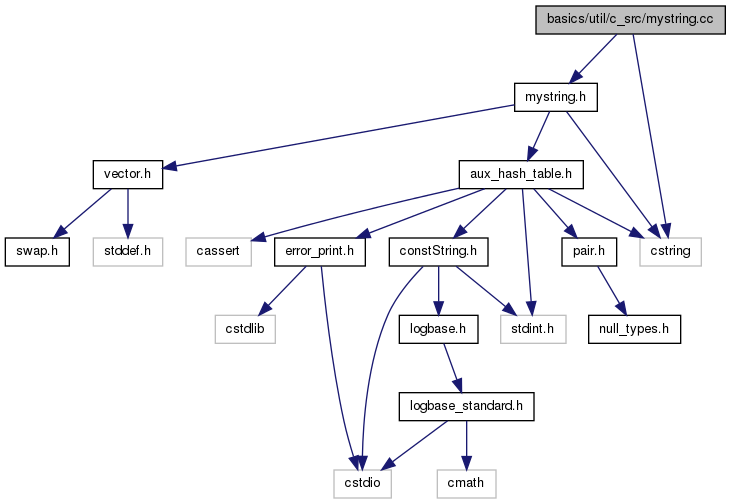 basics/util/c_src/mystring.cc
mystring.h
vector.h
aux_hash_table.h
swap.h
stddef.h
cassert
error_print.h
constString.h
pair.h
cstring
cstdlib
logbase.h
stdint.h
null_types.h
logbase_standard.h
cstdio
cmath